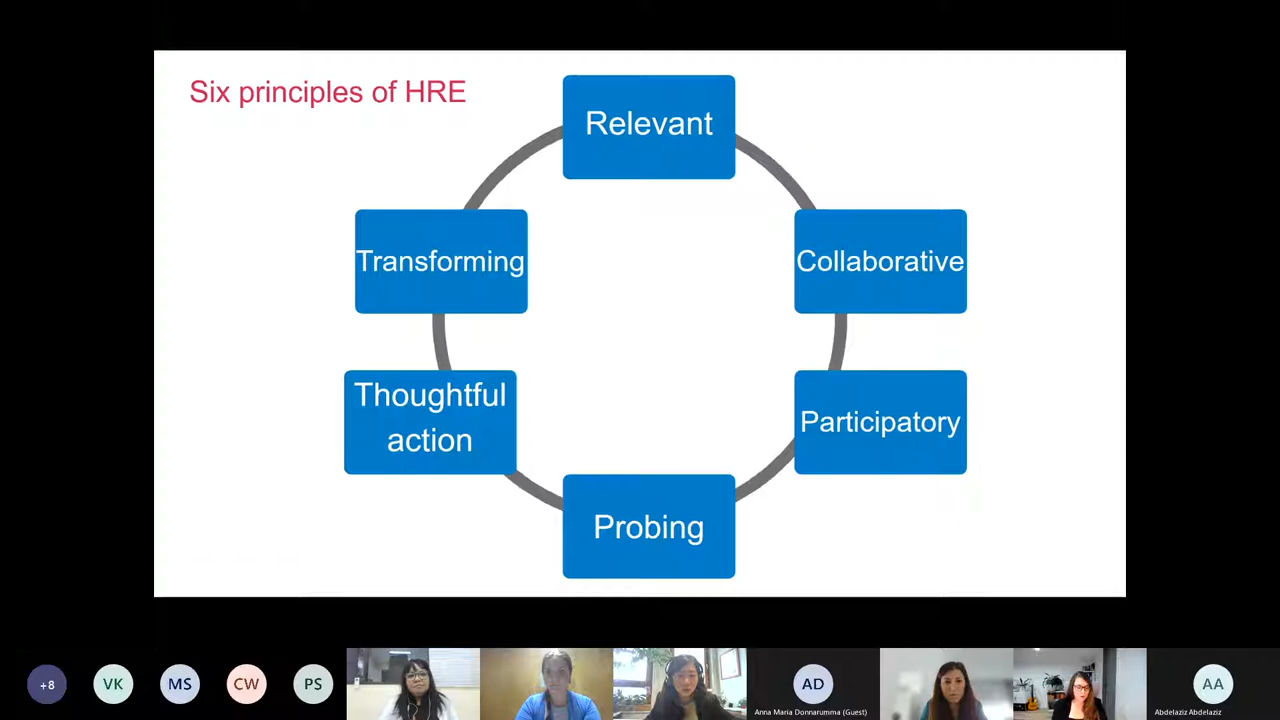 Six principles of HRE
Relevant
Transforming
Collaborative
Thoughtful
action
Participatory
Probing
+8
VK
MS
CW
PS
AD
Anna Maria Donnarumma (Guest)
AA
Abdelaziz Abdelaziz